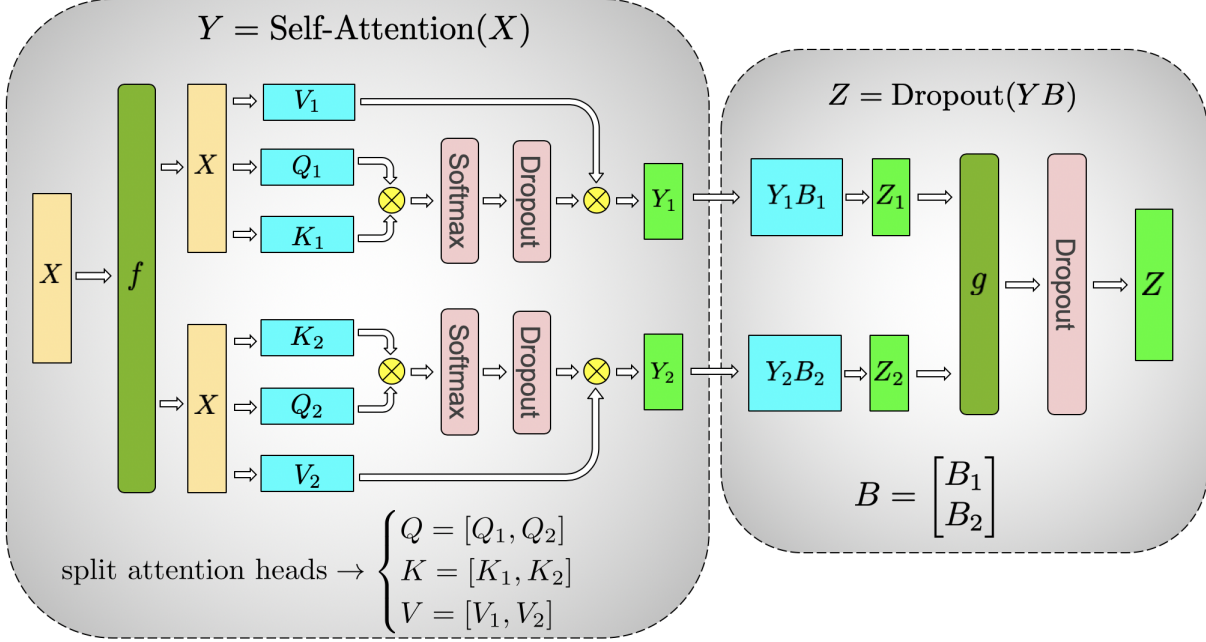 Y = Self-Attention(X)
X
f
X
V₁
Q₁
K₁
Softmax
Dropout
Y₁
X
K₂
Q₂
V₂
Softmax
Dropout
Y₂
split attention heads → { Q = [Q₁, Q₂]
K = [K₁, K₂]
V = [V₁, V₂]
Z = Dropout(YB)
Y₁B₁
Z₁
Y₂B₂
Z₂
g
Dropout
Z
B = [B₁
B₂]